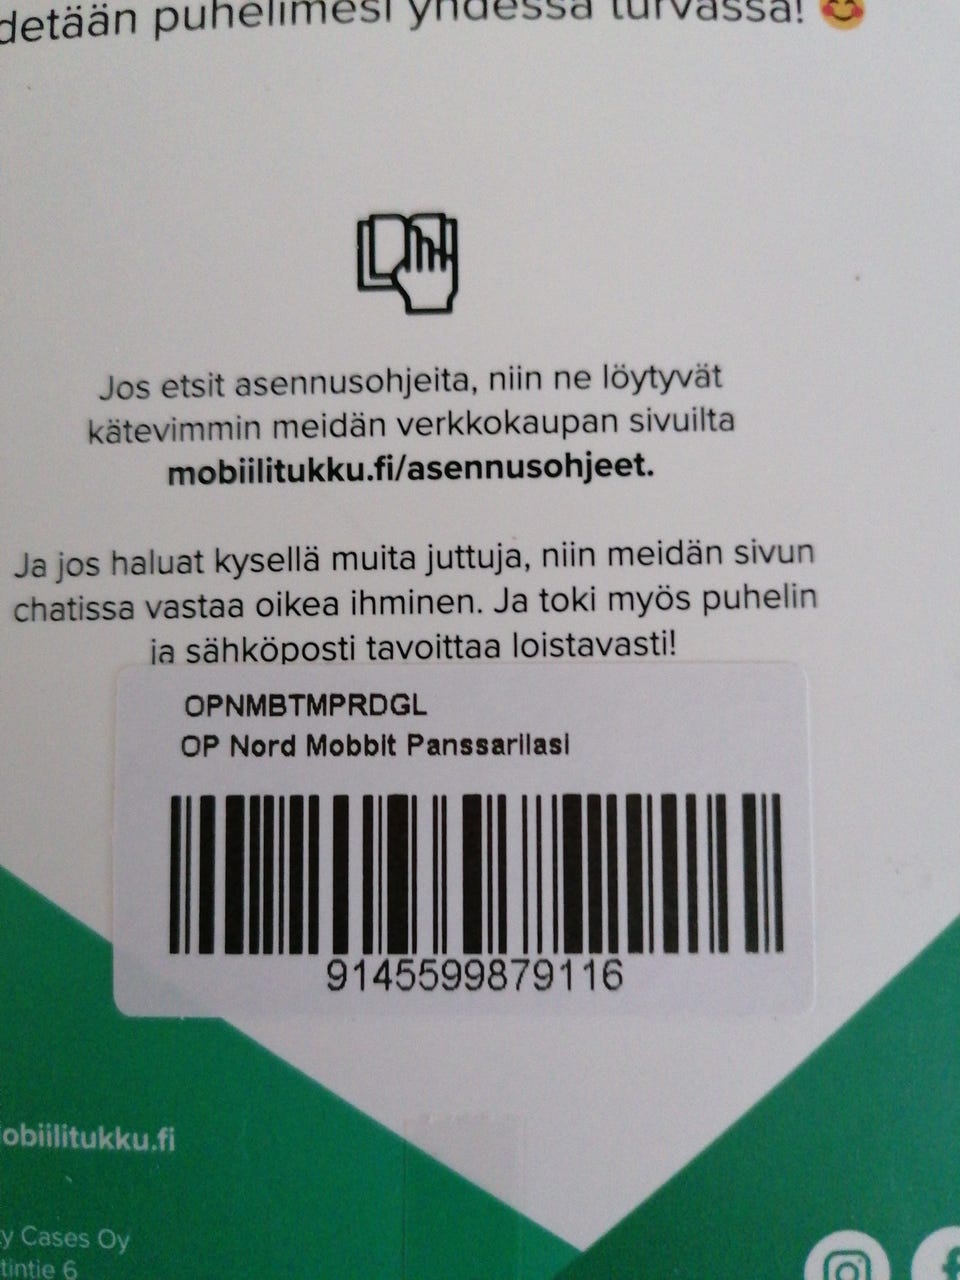 puhelimesi yhdessä turvassa! 😊
Jos etsit asennusohjeita, niin ne löytyvät
kätevimmin meidän verkkokaupan sivuilta
mobiilitukku.fi/asennusohjeet.
Ja jos haluat kysellä muita juttuja, niin meidän sivun
chatissa vastaa oikea ihminen. Ja toki myös puhelin
ja sähköposti tavoittaa loistavasti!
OPNMBTMPRDGL
OP Nord Mobbit Panssarilasi
9145599879116
obiilitukku.fi
y Cases Oy
tintie 6